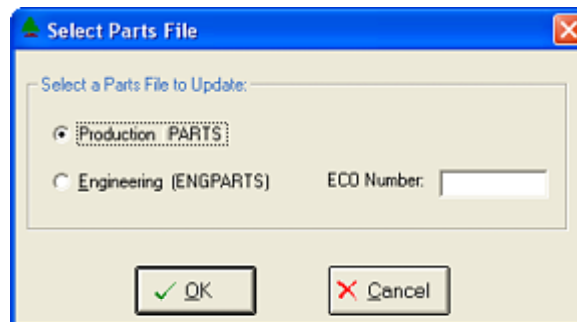 Select Parts File
Select a Parts File to Update:
Production PARTS
Engineering (ENGPARTS) ECO Number:
OK Cancel